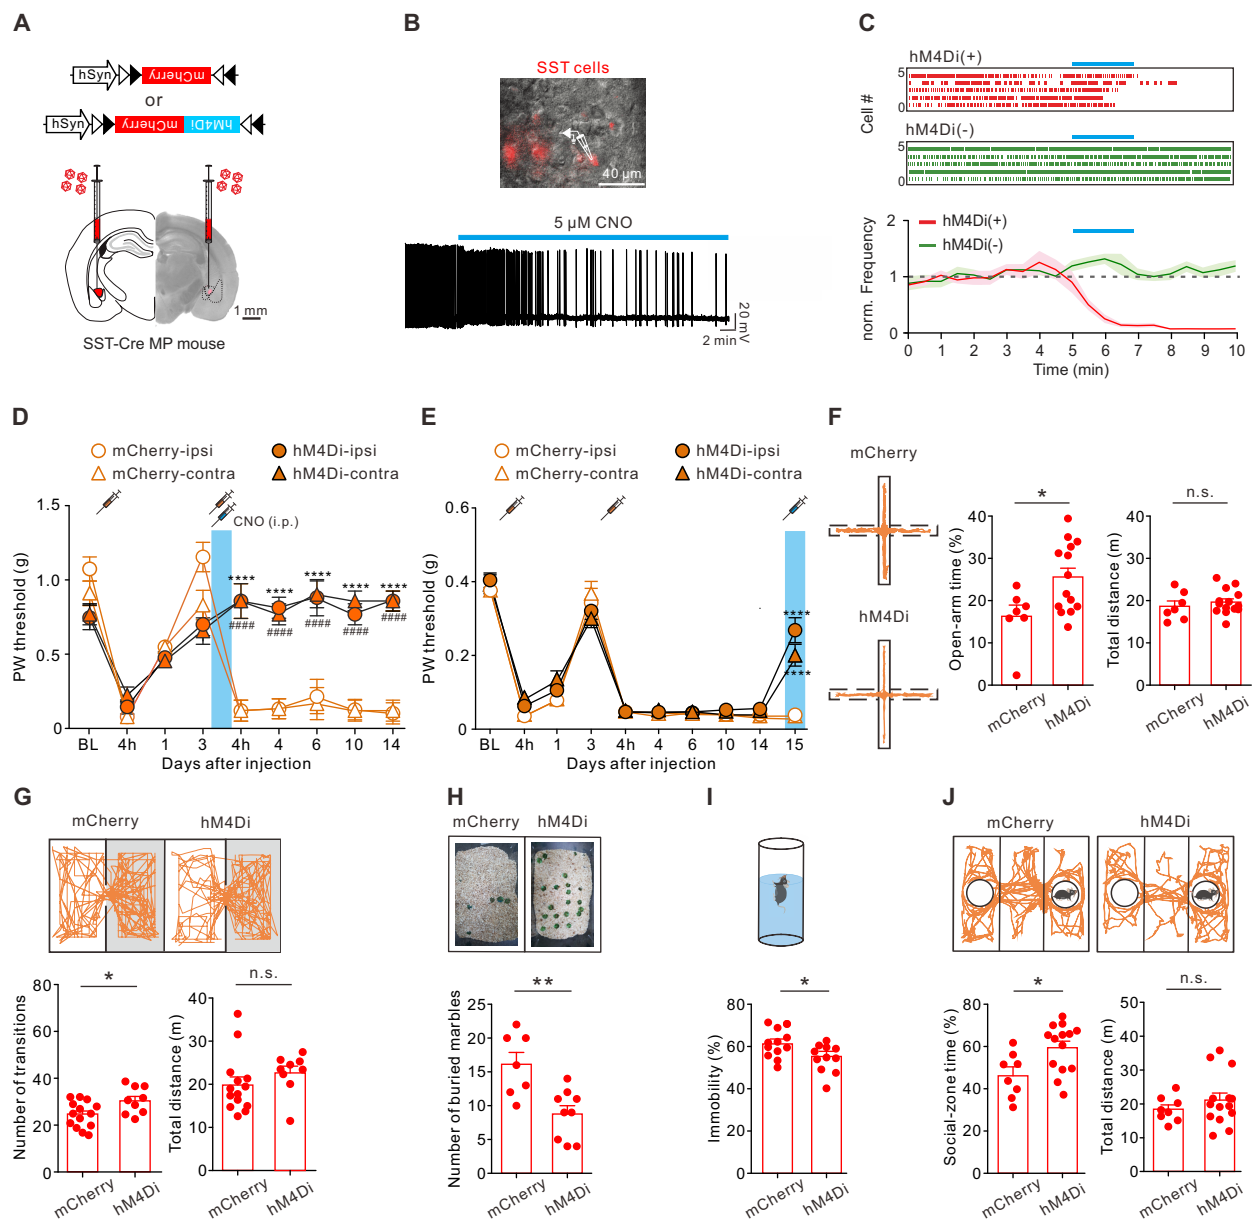 A
hSyn
mCherry
or
hSyn
mCherry
hM4Di
1 mm
SST-Cre MP mouse
B
SST cells
40 µm
5 µM CNO
20 mV
2 min
C
hM4Di(+)
Cell #
5
0
hM4Di(-)
5
0
norm. Frequency
2
1
0
hM4Di(+)
hM4Di(-)
0 1 2 3 4 5 6 7 8 9 10
Time (min)
D
mCherry-ipsi
hM4Di-ipsi
mCherry-contra
hM4Di-contra
CNO (i.p.)
PW threshold (g)
1.5
1.0
0.5
0
**** **** **** **** ****
#### #### #### #### ####
BL 4h 1 3 4h 4 6 10 14
Days after injection
E
mCherry-ipsi
hM4Di-ipsi
mCherry-contra
hM4Di-contra
PW threshold (g)
0.6
0.4
0.2
0
****
****
BL 4h 1 3 4h 4 6 10 14 15
Days after injection
F
mCherry
hM4Di
Open-arm time (%)
40
30
20
10
0
*
mCherry
hM4Di
Total distance (m)
40
30
20
10
0
n.s.
mCherry
hM4Di
G
mCherry
hM4Di
Number of transitions
80
60
40
20
0
*
mCherry
hM4Di
Total distance (m)
40
30
20
10
0
n.s.
mCherry
hM4Di
H
mCherry
hM4Di
Number of buried marbles
25
20
15
10
5
0
**
mCherry
hM4Di
I
Immobility (%)
80
60
40
20
0
*
mCherry
hM4Di
J
mCherry
hM4Di
Social-zone time (%)
80
60
40
20
0
*
mCherry
hM4Di
Total distance (m)
50
40
30
20
10
0
n.s.
mCherry
hM4Di